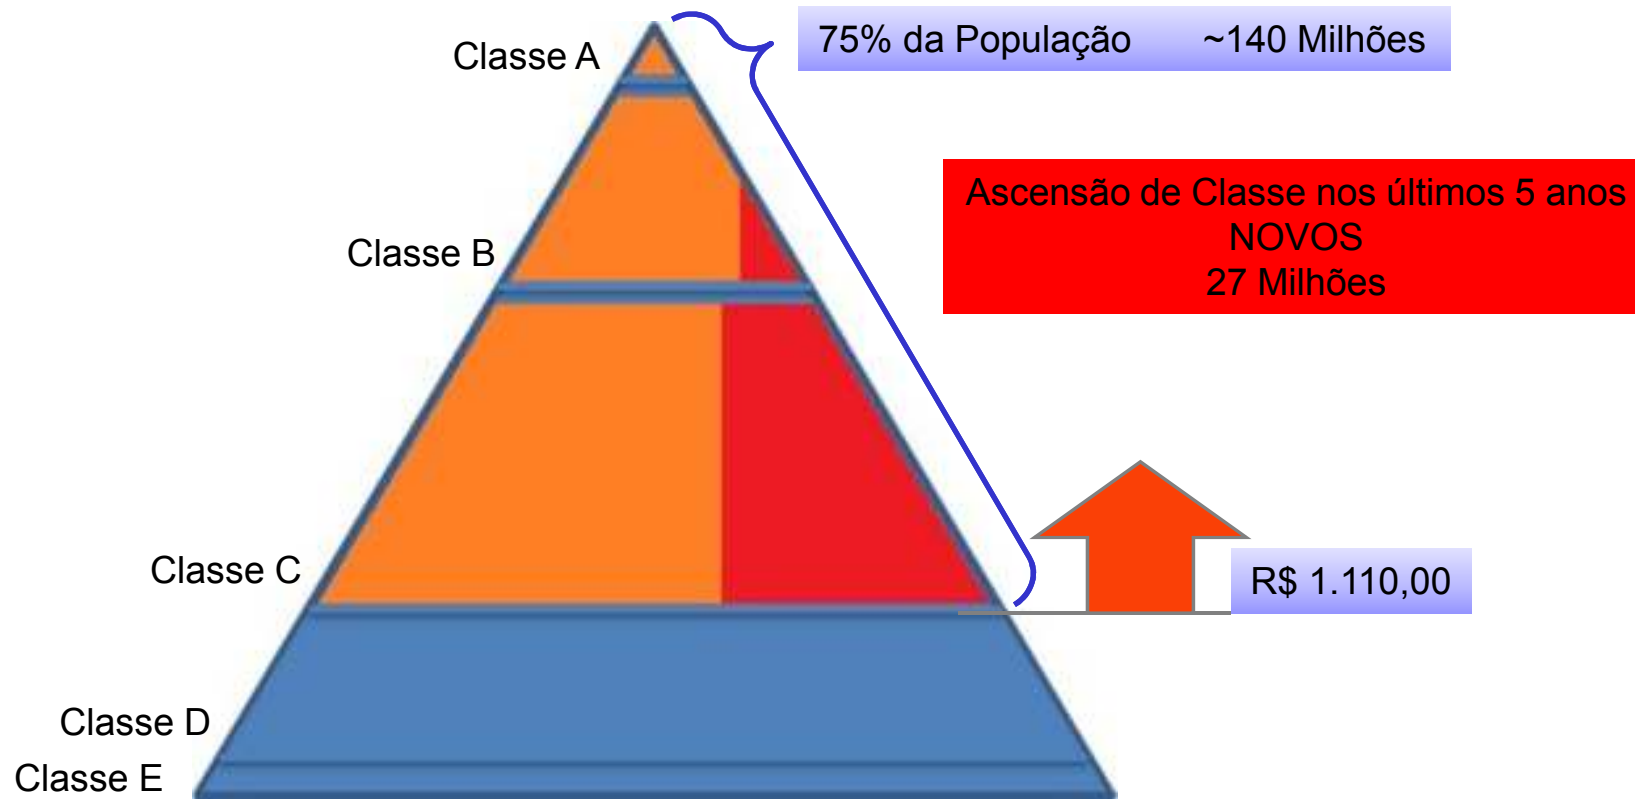 75% da População ~140 Milhões
Classe A
Ascensão de Classe nos últimos 5 anos
NOVOS
27 Milhões
Classe B
Classe C
R$ 1.110,00
Classe D
Classe E